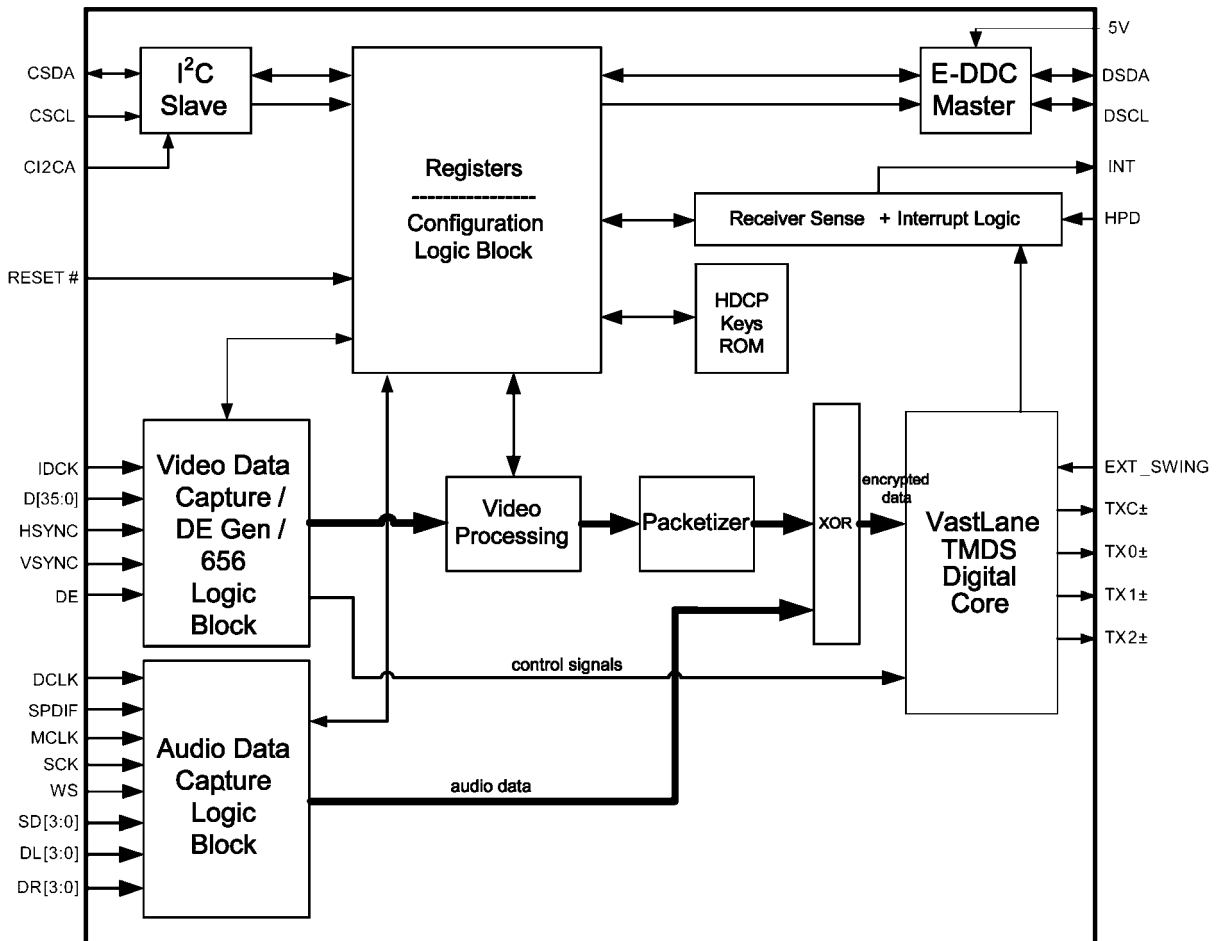 CSDA
CSCL
CI2CA
RESET #
I²C
Slave
Registers
----------------
Configuration
Logic Block
E-DDC
Master
5V
DSDA
DSCL
INT
HPD
Receiver Sense + Interrupt Logic
HDCP
Keys
ROM
IDCK
D[35:0]
HSYNC
VSYNC
DE
Video Data
Capture /
DE Gen /
656
Logic
Block
Video
Processing
Packetizer
XOR
encrypted
data
VastLane
TMDS
Digital
Core
EXT_SWING
TXC±
TX0±
TX1±
TX2±
control signals
DCLK
SPDIF
MCLK
SCK
WS
SD[3:0]
DL[3:0]
DR[3:0]
Audio Data
Capture
Logic
Block
audio data